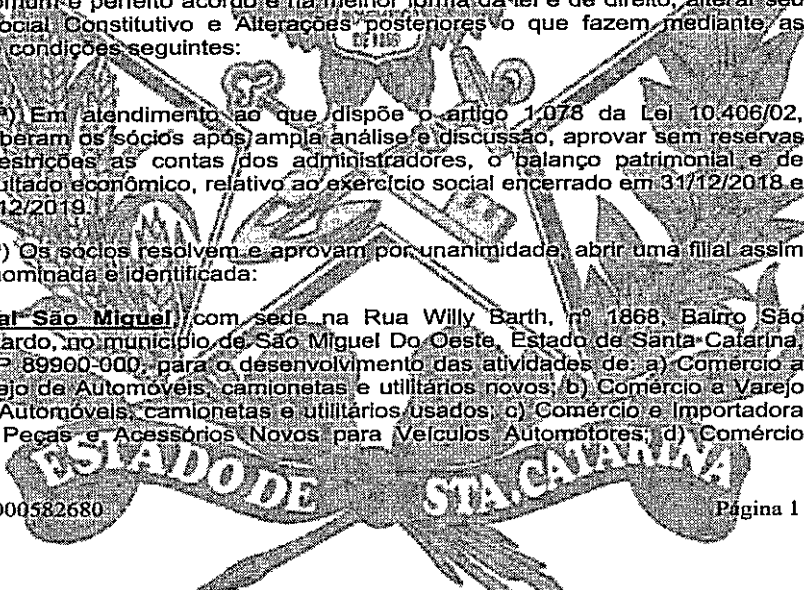 omum e perfeito acordo e na melhor forma da lei e de direito, alterar seu
ocial Constitutivo e Alterações posteriores o que fazem mediante as
condições seguintes:
ª) Em atendimento ao que dispõe o artigo 1.078 da Lei 10.406/02,
beram os sócios após ampla análise e discussão, aprovar sem reservas
estrições as contas dos administradores, o balanço patrimonial e de
ultado econômico, relativo ao exercício social encerrado em 31/12/2018 e
12/2019.
ª) Os sócios resolvem e aprovam por unanimidade, abrir uma filial assim
nominada e identificada:
al São Miguel, com sede na Rua Willy Barth, nº 1868, Bairro São
ardo, no município de São Miguel Do Oeste, Estado de Santa Catarina,
P 89900-000, para o desenvolvimento das atividades de: a) Comércio a
ejo de Automóveis, camionetas e utilitários novos; b) Comércio a Varejo
Automóveis, camionetas e utilitários usados; c) Comércio e Importadora
Peças e Acessórios Novos para Veículos Automotores; d) Comércio
ESTADO DE STA. CATARINA
000582680 Página 1